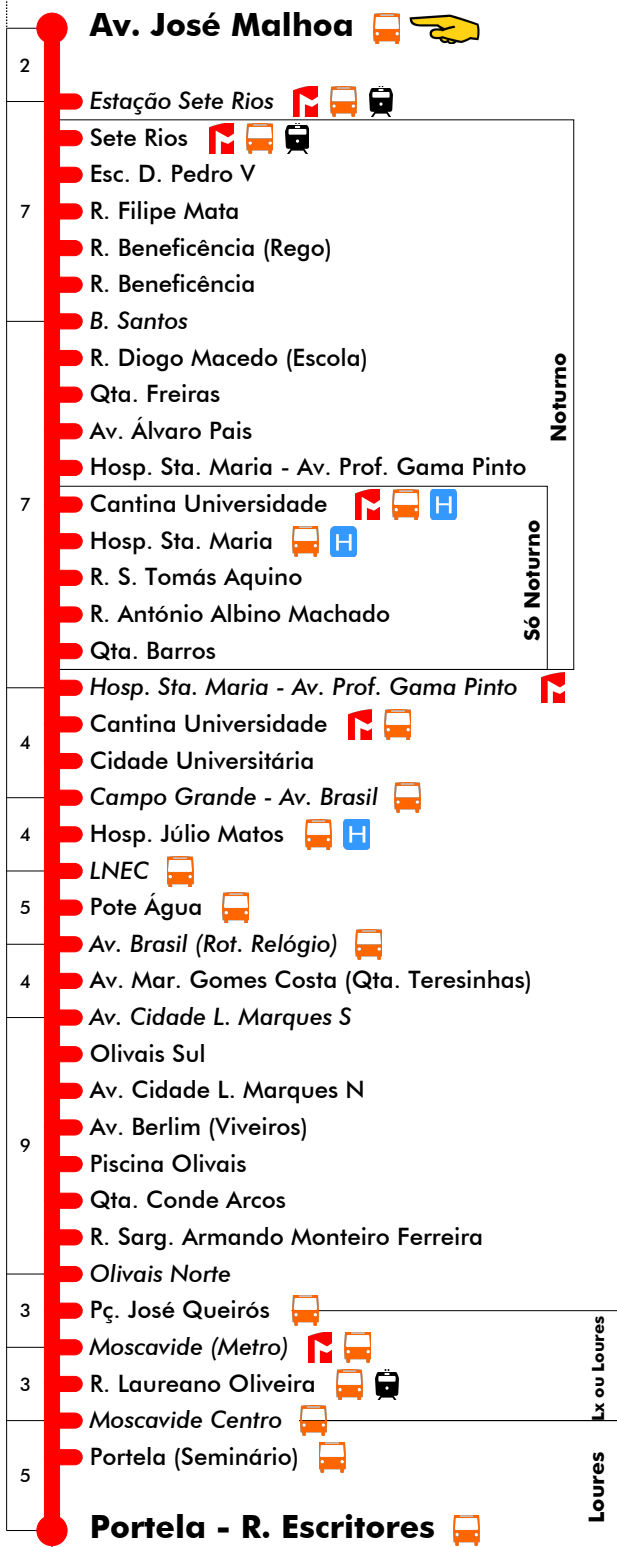 Av. José Malhoa
2
Estação Sete Rios
Sete Rios
Esc. D. Pedro V
7
R. Filipe Mata
R. Beneficência (Rego)
R. Beneficência
B. Santos
R. Diogo Macedo (Escola)
Qta. Freiras
Noturno
Av. Álvaro Pais
Hosp. Sta. Maria - Av. Prof. Gama Pinto
7
Cantina Universidade H
Hosp. Sta. Maria H
R. S. Tomás Aquino
Só Noturno
R. António Albino Machado
Qta. Barros
Hosp. Sta. Maria - Av. Prof. Gama Pinto
Cantina Universidade
4
Cidade Universitária
Campo Grande - Av. Brasil
4
Hosp. Júlio Matos H
LNEC
5
Pote Água
Av. Brasil (Rot. Relógio)
4
Av. Mar. Gomes Costa (Qta. Teresinhas)
Av. Cidade L. Marques S
Olivais Sul
Av. Cidade L. Marques N
Av. Berlim (Viveiros)
9
Piscina Olivais
Qta. Conde Arcos
R. Sarg. Armando Monteiro Ferreira
Olivais Norte
3
Pç. José Queirós
Moscavide (Metro)
Lx ou Loures
3
R. Laureano Oliveira
Moscavide Centro
Portela (Seminário)
5
Loures
Portela - R. Escritores